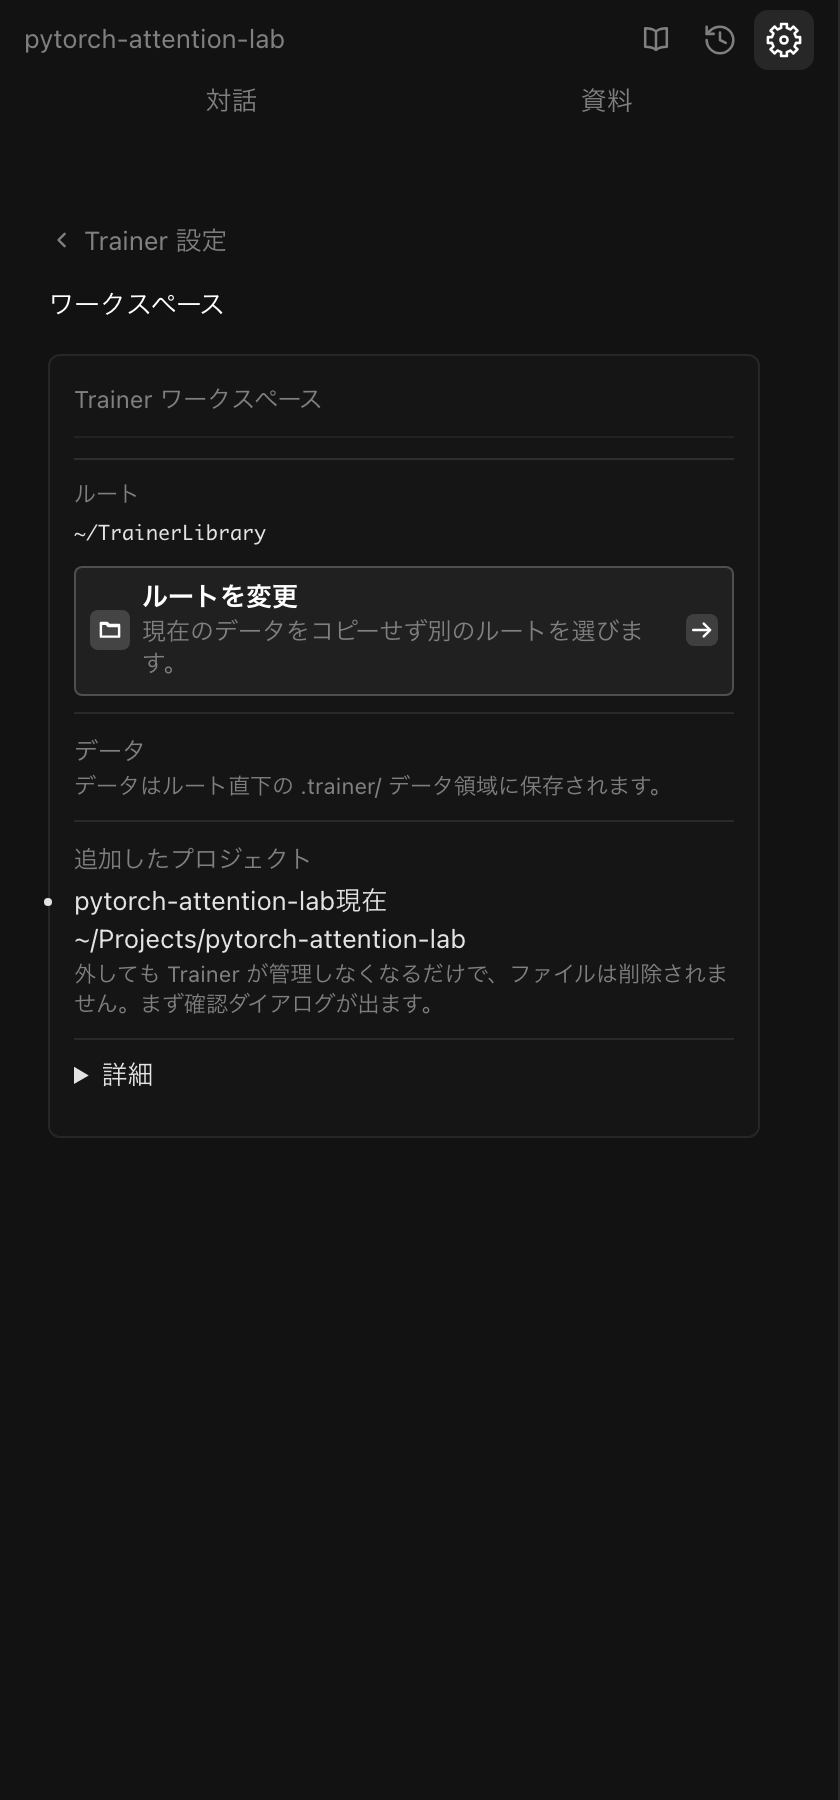 pytorch-attention-lab
対話
資料
Trainer 設定
ワークスペース
Trainer ワークスペース
ルート
~/TrainerLibrary
ルートを変更
現在のデータをコピーせず別のルートを選びま
す。
データ
データはルート直下の .trainer/ データ領域に保存されます。
追加したプロジェクト
pytorch-attention-lab現在
~/Projects/pytorch-attention-lab
外しても Trainer が管理しなくなるだけで、ファイルは削除されま
せん。まず確認ダイアログが出ます。
詳細